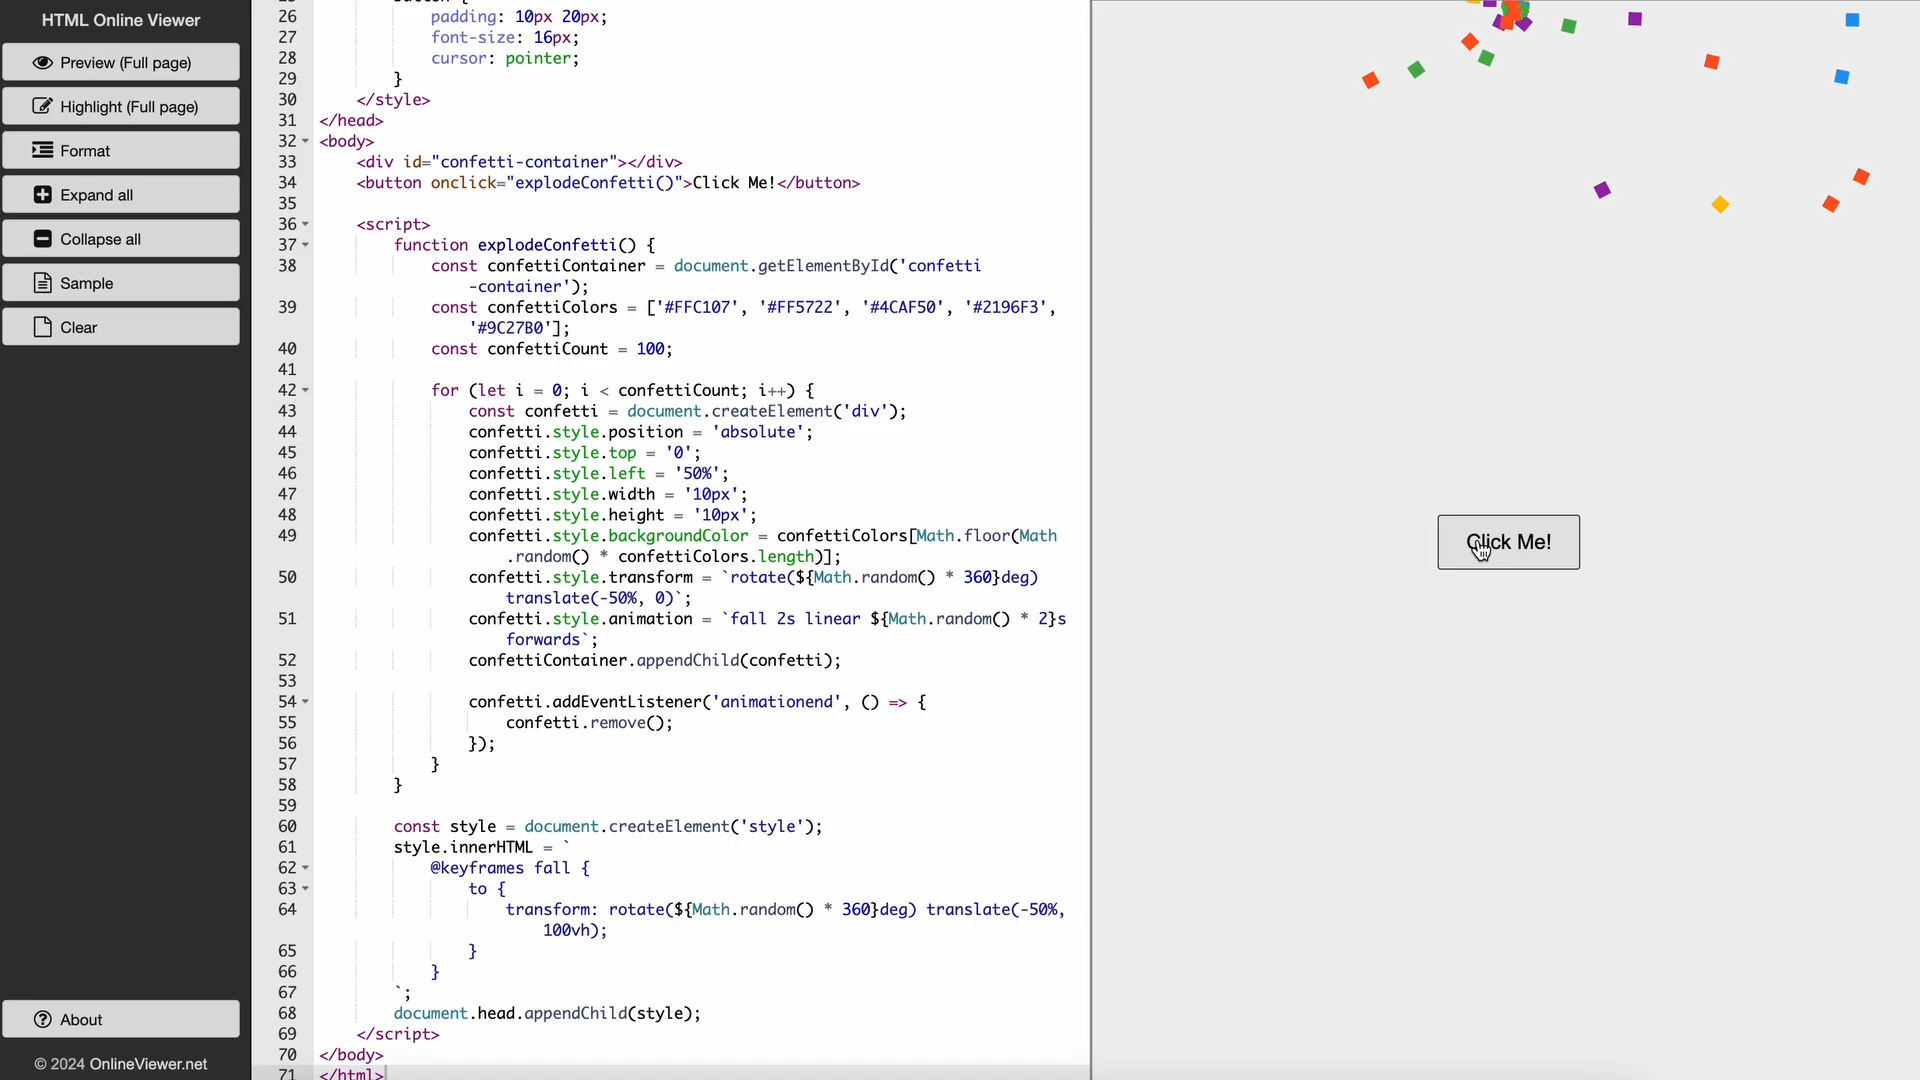 HTML Online Viewer
Preview (Full page)
Highlight (Full page)
Format
Expand all
Collapse all
Sample
Clear
About
© 2024 OnlineViewer.net
26 padding: 10px 20px;
27 font-size: 16px;
28 cursor: pointer;
29 }
30 </style>
31 </head>
32 <body>
33 <div id="confetti-container"></div>
34 <button onclick="explodeConfetti()">Click Me!</button>
35
36 <script>
37 function explodeConfetti() {
38 const confettiContainer = document.getElementById('confetti
-container');
39 const confettiColors = ['#FFC107', '#FF5722', '#4CAF50', '#2196F3',
'#9C27B0'];
40 const confettiCount = 100;
41
42 for (let i = 0; i < confettiCount; i++) {
43 const confetti = document.createElement('div');
44 confetti.style.position = 'absolute';
45 confetti.style.top = '0';
46 confetti.style.left = '50%';
47 confetti.style.width = '10px';
48 confetti.style.height = '10px';
49 confetti.style.backgroundColor = confettiColors[Math.floor(Math
.random() * confettiColors.length)];
50 confetti.style.transform = `rotate(${Math.random() * 360}deg)
translate(-50%, 0)`;
51 confetti.style.animation = `fall 2s linear ${Math.random() * 2}s
forwards`;
52 confettiContainer.appendChild(confetti);
53
54 confetti.addEventListener('animationend', () => {
55 confetti.remove();
56 });
57 }
58 }
59
60 const style = document.createElement('style');
61 style.innerHTML = `
62 @keyframes fall {
63 to {
64 transform: rotate(${Math.random() * 360}deg) translate(-50%,
100vh);
65 }
66 }
67 `;
68 document.head.appendChild(style);
69 </script>
70 </body>
71 </html>
Click Me!